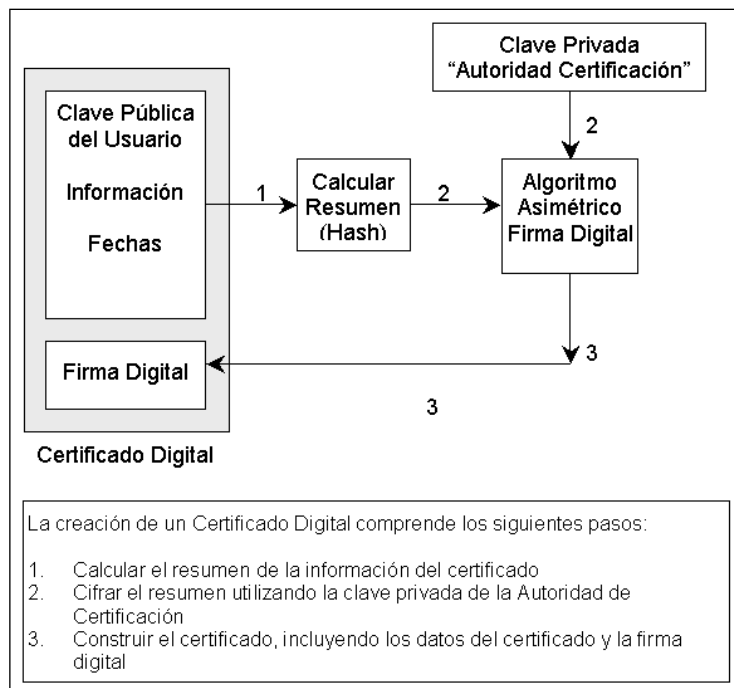 Clave Privada
“Autoridad Certificación”
Clave Pública
del Usuario
Información
Fechas
1
Calcular
Resumen
(Hash)
2
2
Algoritmo
Asimétrico
Firma Digital
3
Firma Digital
3
Certificado Digital
La creación de un Certificado Digital comprende los siguientes pasos:
1. Calcular el resumen de la información del certificado
2. Cifrar el resumen utilizando la clave privada de la Autoridad de
Certificación
3. Construir el certificado, incluyendo los datos del certificado y la firma
digital